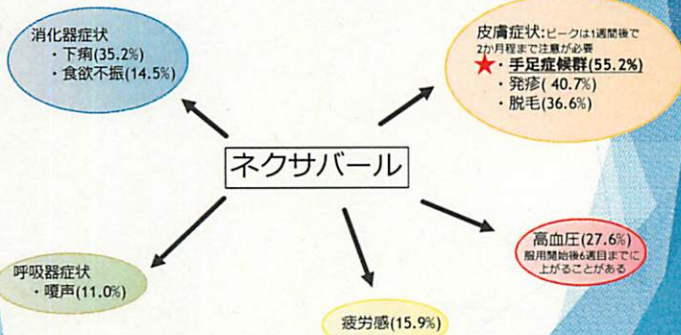 消化器症状
・下痢(35.2%)
・食欲不振(14.5%)
皮膚症状:ピークは1週間後で
2か月程まで注意が必要
★・手足症候群(55.2%)
・発疹( 40.7%)
・脱毛(36.6%)
ネクサバール
高血圧(27.6%)
服用開始後6週目までに
上がることがある
呼吸器症状
・嗄声(11.0%)
疲労感(15.9%)